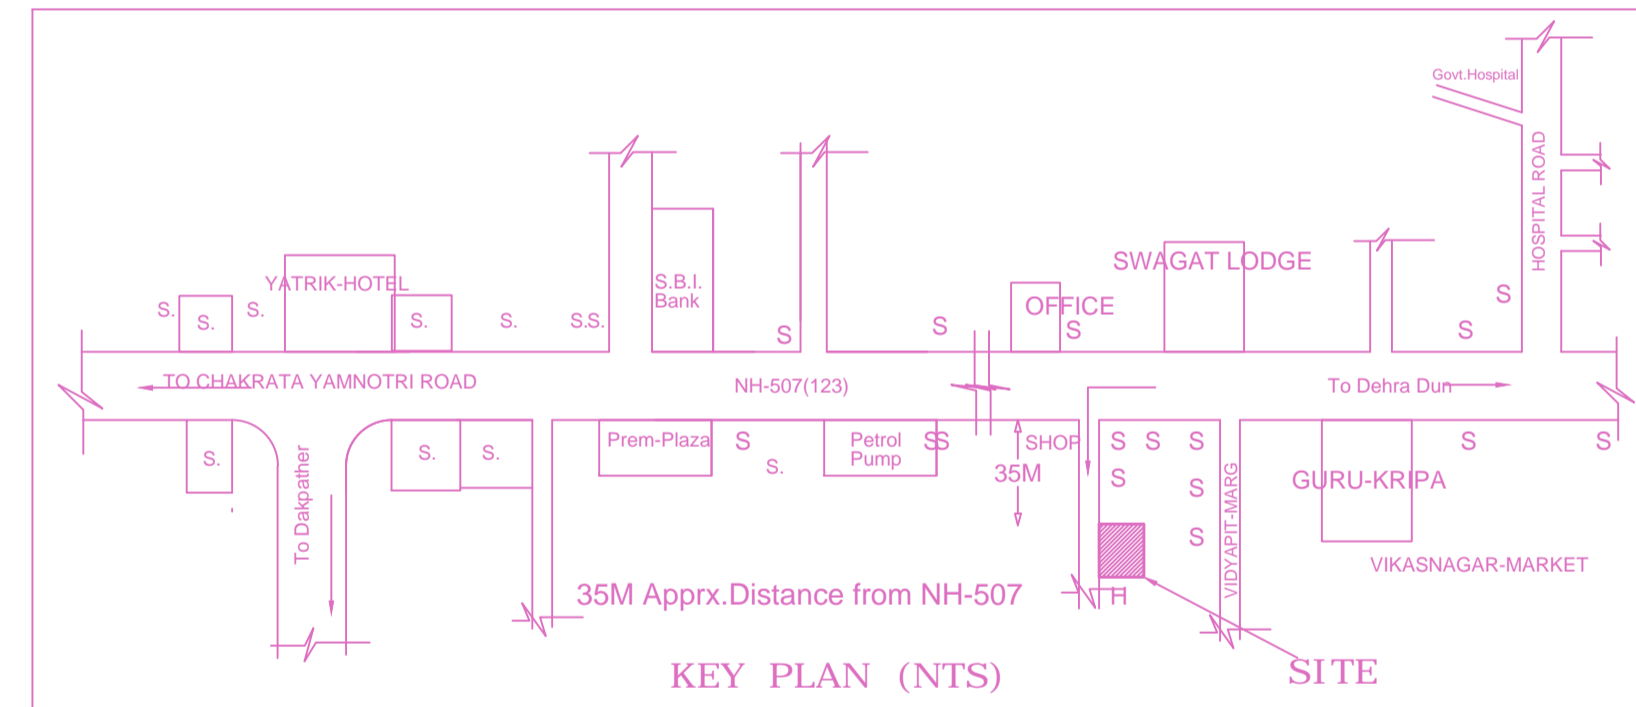 Govt.Hospital
HOSPITAL ROAD
SWAGAT LODGE
YATRIK-HOTEL
S.B.I.
Bank
OFFICE
S.
S.
S.
S.
S.
S.S.
S
S
S
S
S
TO CHAKRATA YAMNOTRI ROAD
NH-507(123)
To Dehra Dun
S.
S.
S.
Prem-Plaza
S
S.
Petrol
Pump
SS
SHOP
35M
S
S
S
S
S
S
S
S
GURU-KRIPA
To Dakpather
VIDYAPIT-MARG
VIKASNAGAR-MARKET
35M Apprx.Distance from NH-507
H
KEY PLAN (NTS)
SITE